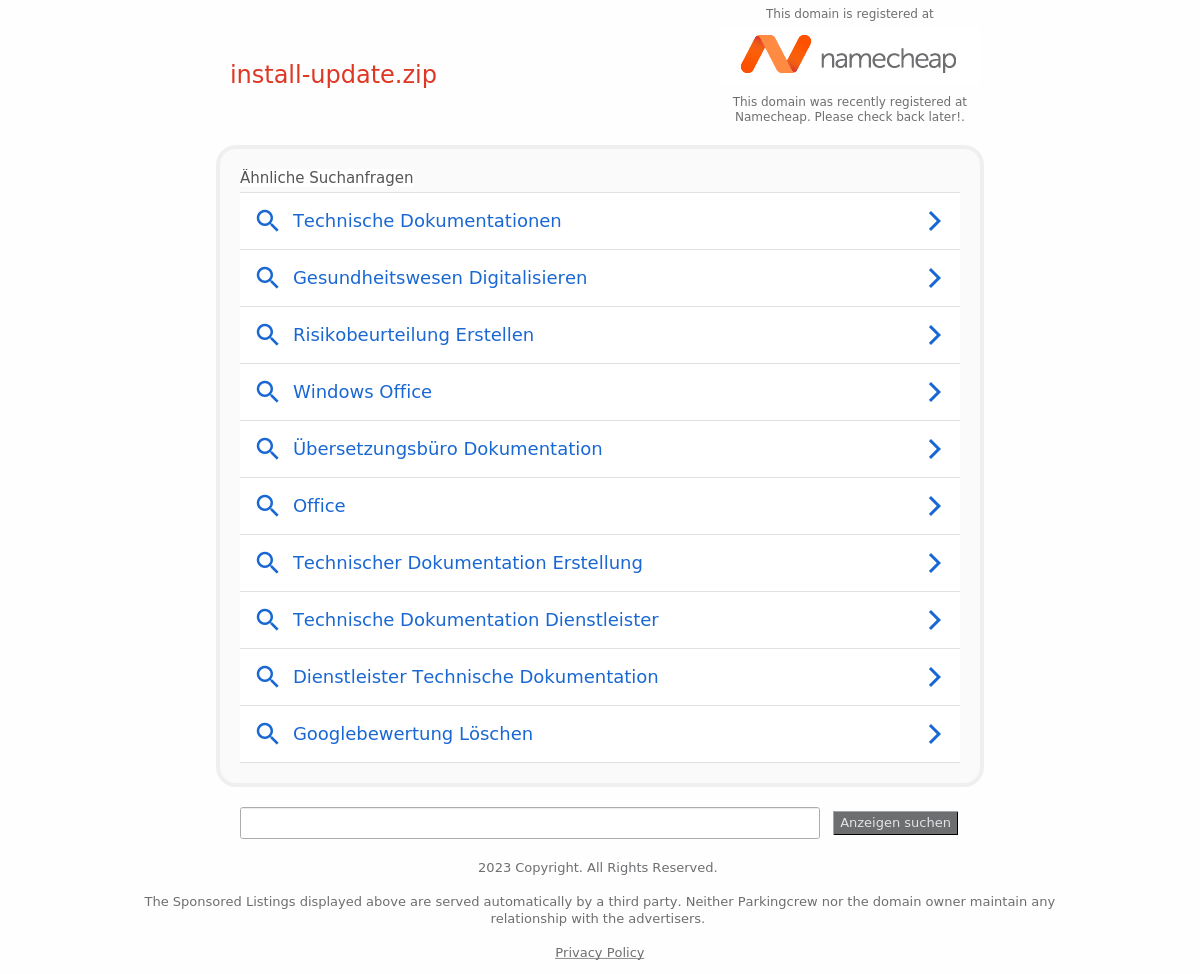 This domain is registered at
namecheap
install-update.zip
This domain was recently registered at
Namecheap. Please check back later!.
Ähnliche Suchanfragen
Technische Dokumentationen
Gesundheitswesen Digitalisieren
Risikobeurteilung Erstellen
Windows Office
Übersetzungsbüro Dokumentation
Office
Technischer Dokumentation Erstellung
Technische Dokumentation Dienstleister
Dienstleister Technische Dokumentation
Googlebewertung Löschen
Anzeigen suchen
2023 Copyright. All Rights Reserved.
The Sponsored Listings displayed above are served automatically by a third party. Neither Parkingcrew nor the domain owner maintain any
relationship with the advertisers.
Privacy Policy